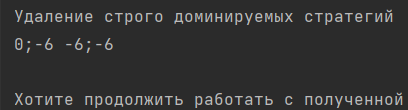 Удаление строго доминируемых стратегий
0;-6 -6;-6
Хотите продолжить работать с полученной